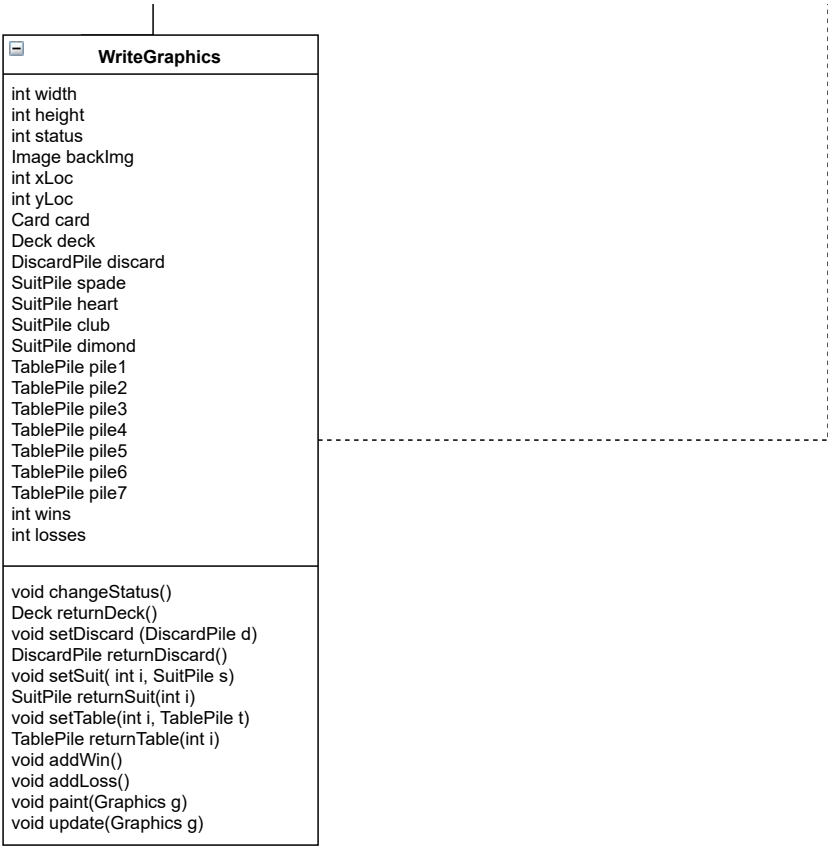 WriteGraphics
int width
int height
int status
Image backImg
int xLoc
int yLoc
Card card
Deck deck
DiscardPile discard
SuitPile spade
SuitPile heart
SuitPile club
SuitPile dimond
TablePile pile1
TablePile pile2
TablePile pile3
TablePile pile4
TablePile pile5
TablePile pile6
TablePile pile7
int wins
int losses
void changeStatus()
Deck returnDeck()
void setDiscard (DiscardPile d)
DiscardPile returnDiscard()
void setSuit( int i, SuitPile s)
SuitPile returnSuit(int i)
void setTable(int i, TablePile t)
TablePile returnTable(int i)
void addWin()
void addLoss()
void paint(Graphics g)
void update(Graphics g)